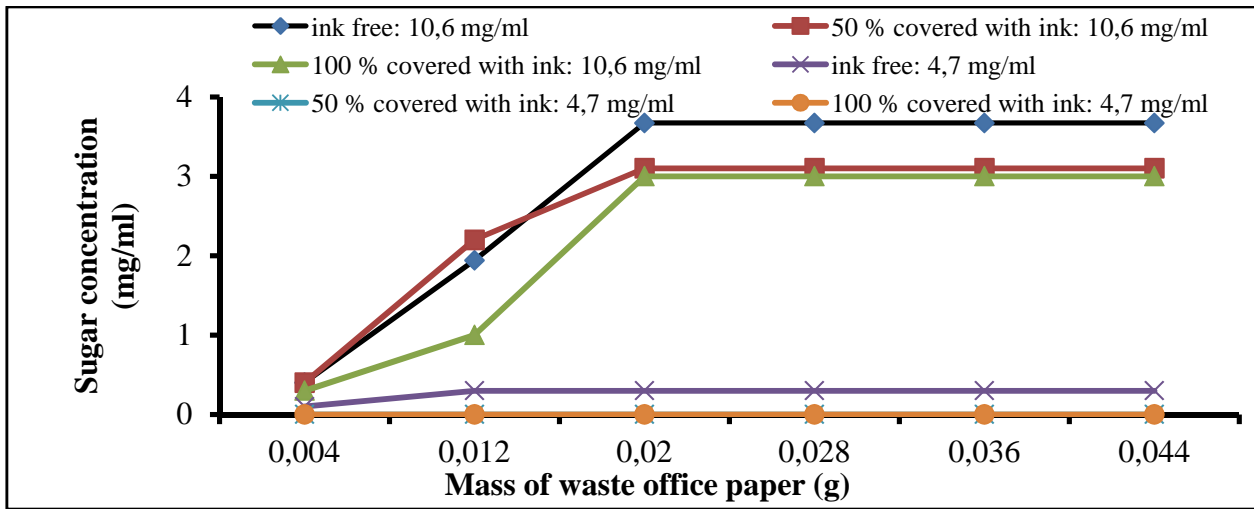 ink free: 10,6 mg/ml
50 % covered with ink: 10,6 mg/ml
100 % covered with ink: 10,6 mg/ml
ink free: 4,7 mg/ml
50 % covered with ink: 4,7 mg/ml
100 % covered with ink: 4,7 mg/ml
Sugar concentration
(mg/ml)
4
3
2
1
0
0,004
0,012
0,02
0,028
0,036
0,044
Mass of waste office paper (g)